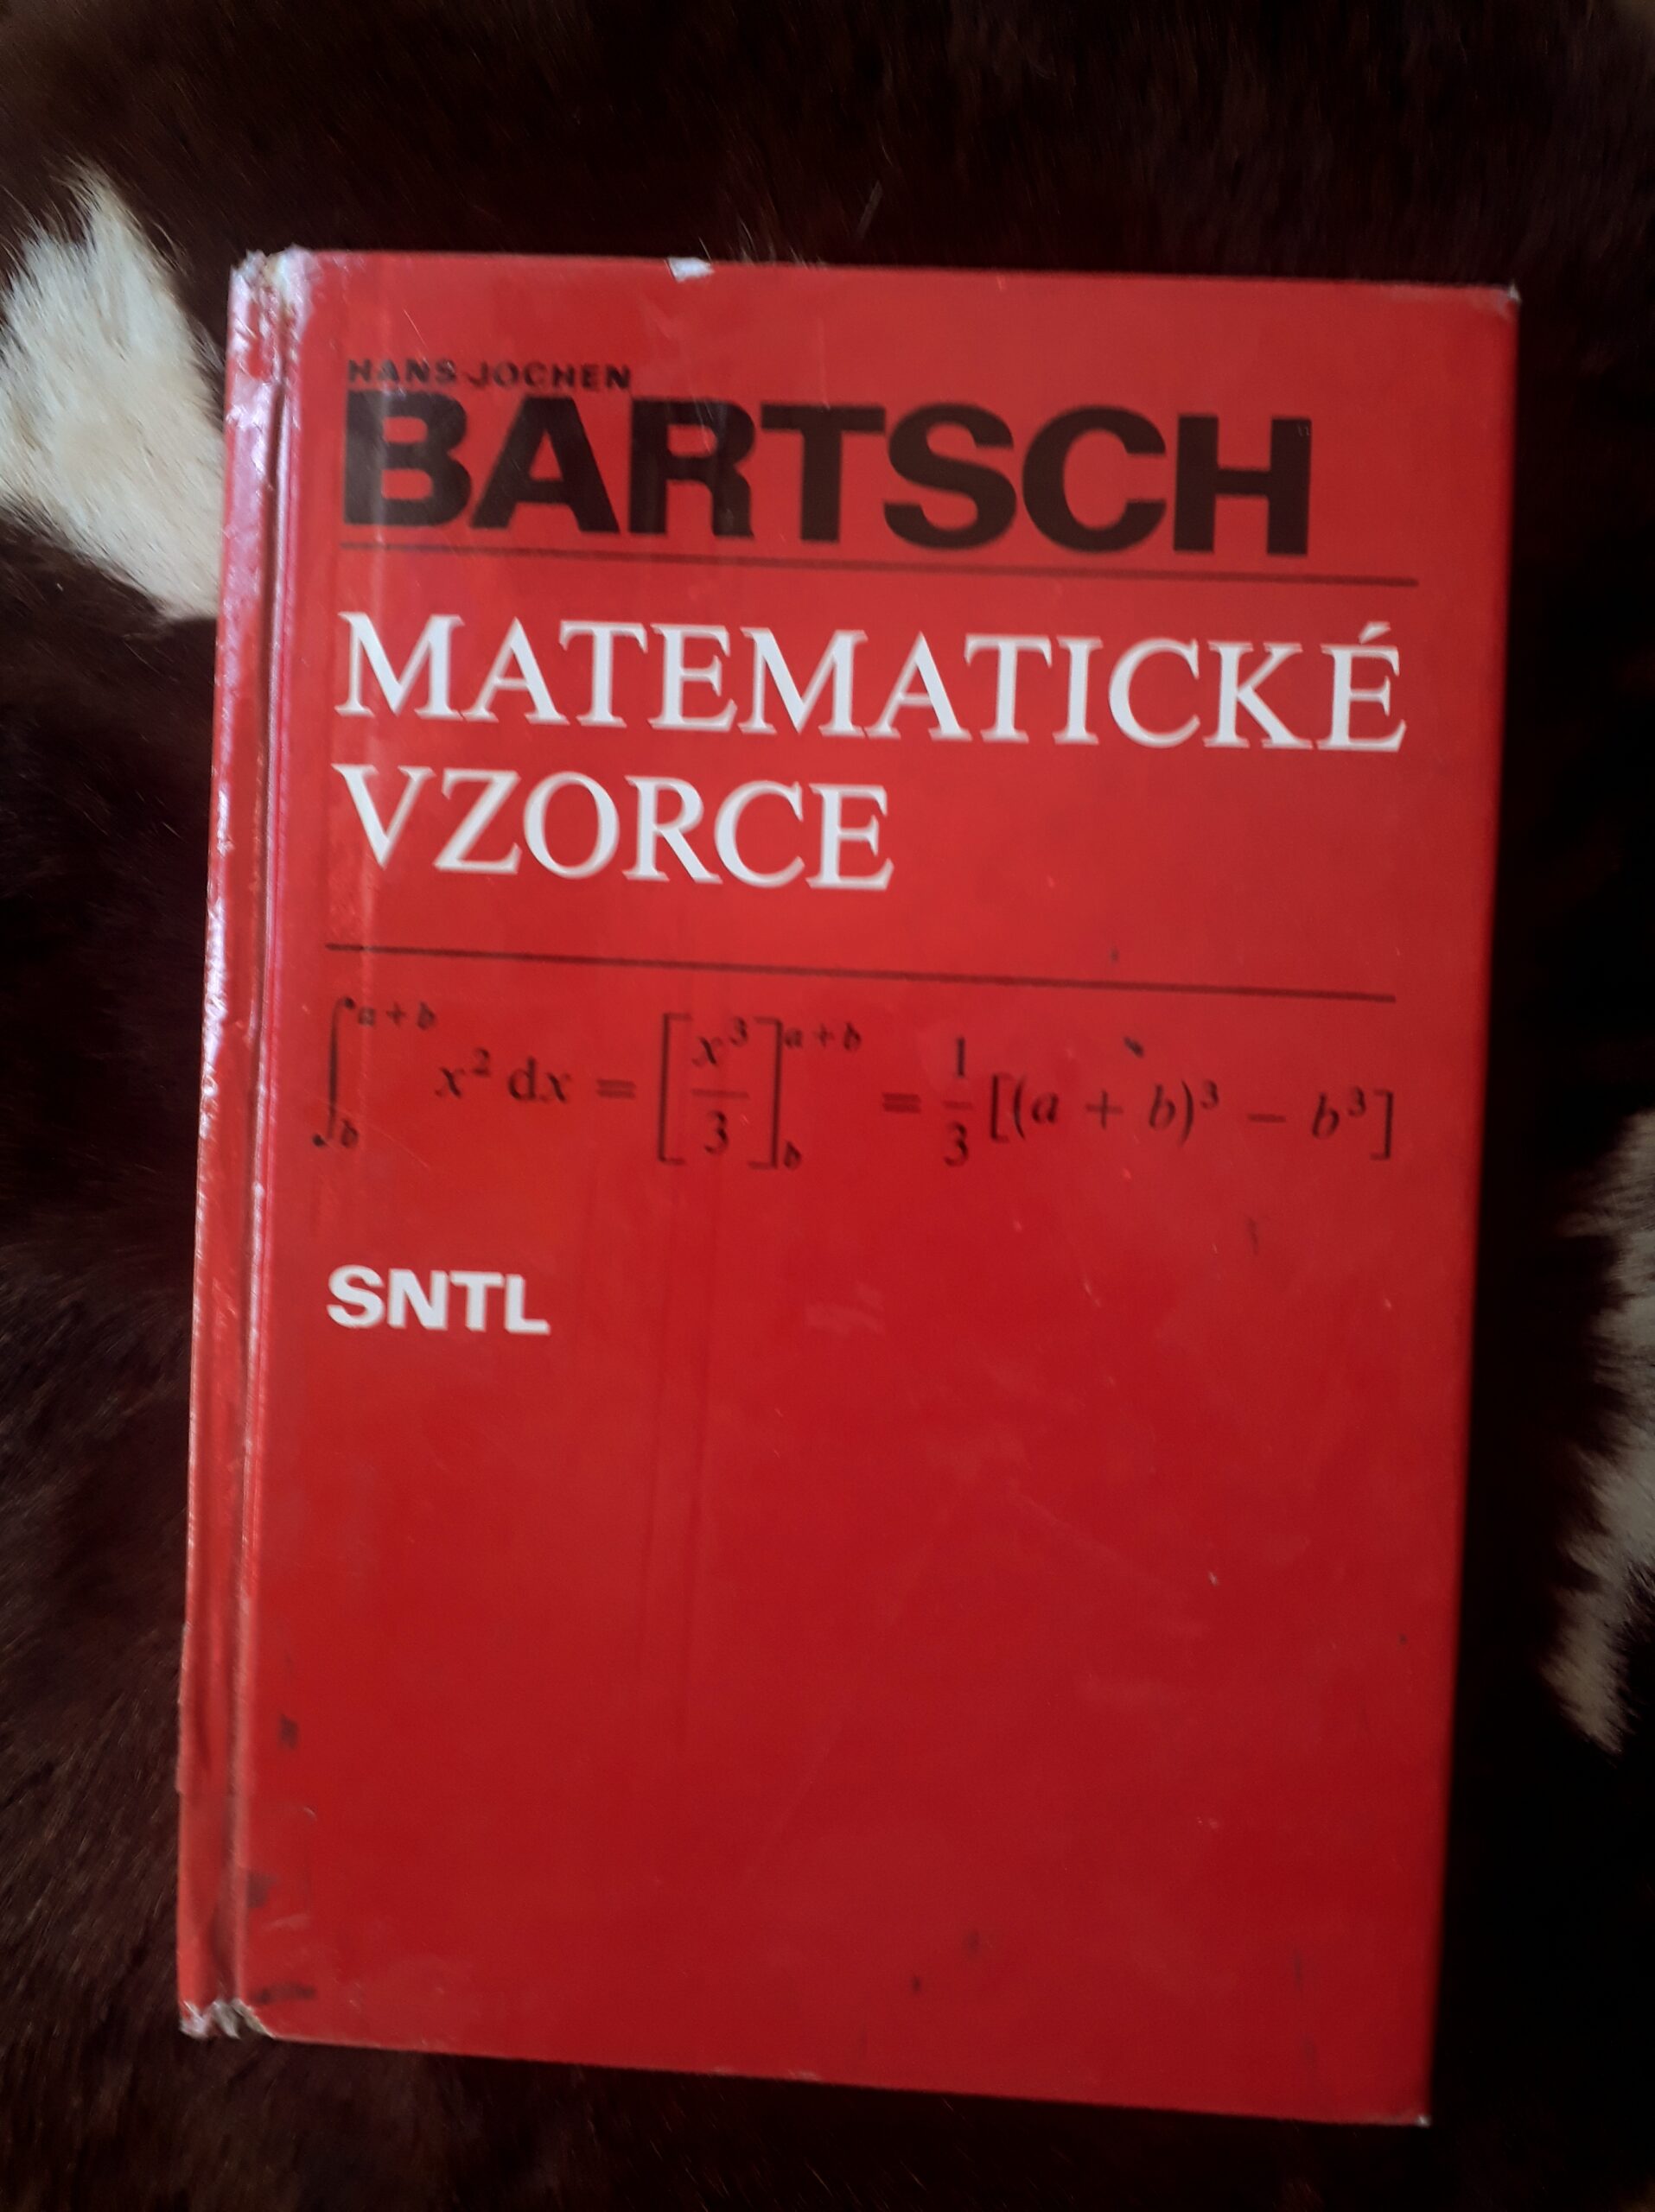 HANS-JOCHEN
BARTSCH
MATEMATICKÉ
VZORCE
∫_b^{a+b} x² dx = [x³/3]_b^{a+b} = 1/3 [(a + b)³ − b³]
SNTL